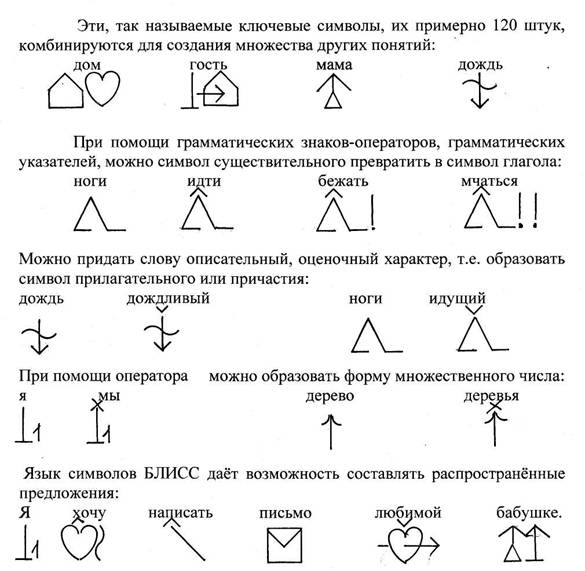 Эти, так называемые ключевые символы, их примерно 120 штук,
комбинируются для создания множества других понятий:
дом гость мама дождь
При помощи грамматических знаков-операторов, грамматических
указателей, можно символ существительного превратить в символ глагола:
ноги идти бежать мчаться
! !!
Можно придать слову описательный, оценочный характер, т.е. образовать
символ прилагательного или причастия:
дождь дождливый ноги идущий
При помощи оператора можно образовать форму множественного числа:
я мы дерево деревья
1 1
Язык символов БЛИСС даёт возможность составлять распространённые
предложения:
Я хочу написать письмо любимой бабушке.
1